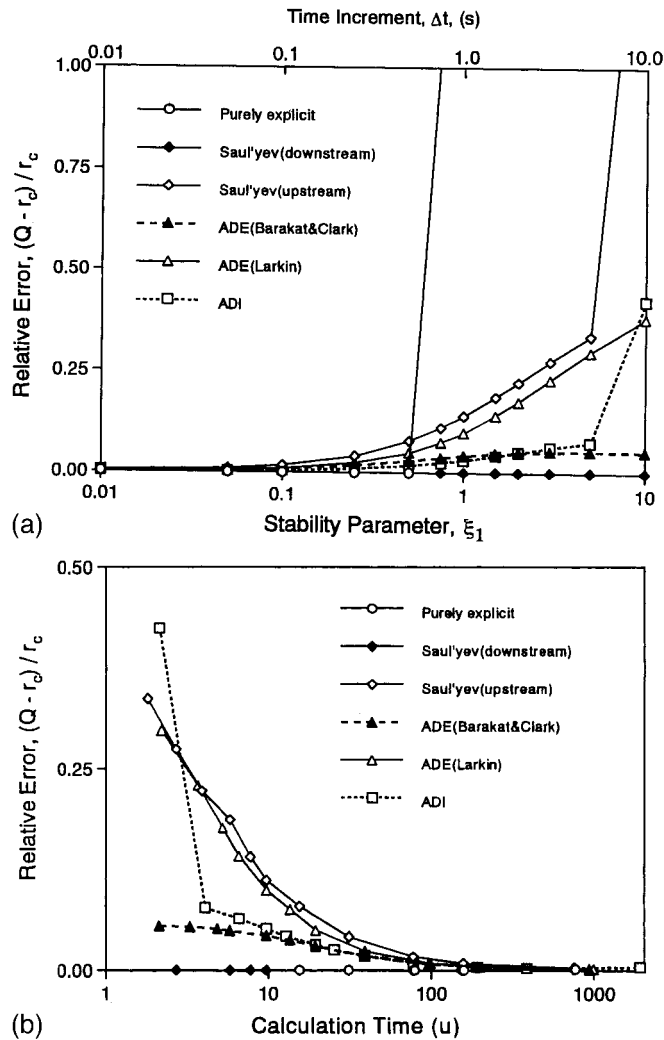 Time Increment, Δt, (s)
0.01 0.1 1.0 10.0
1.00
0.75
0.50
0.25
0.00
Relative Error, (Q - r_c) / r_c
Purely explicit
Saul'yev(downstream)
Saul'yev(upstream)
ADE(Barakat&Clark)
ADE(Larkin)
ADI
0.01 0.1 1 10
(a)
Stability Parameter, ξ₁
0.50
0.25
0.00
Relative Error, (Q - r_c) / r_c
Purely explicit
Saul'yev(downstream)
Saul'yev(upstream)
ADE(Barakat&Clark)
ADE(Larkin)
ADI
1 10 100 1000
(b)
Calculation Time (u)